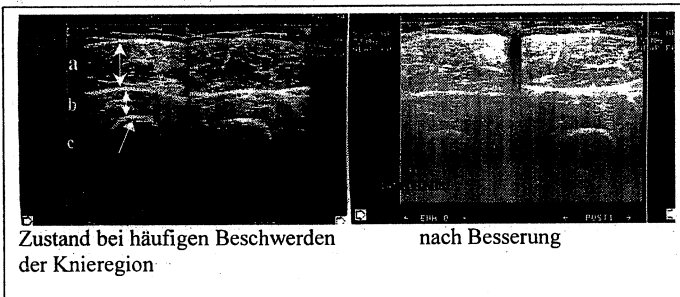 a
b
c
Zustand bei häufigen Beschwerden
der Knieregion
nach Besserung